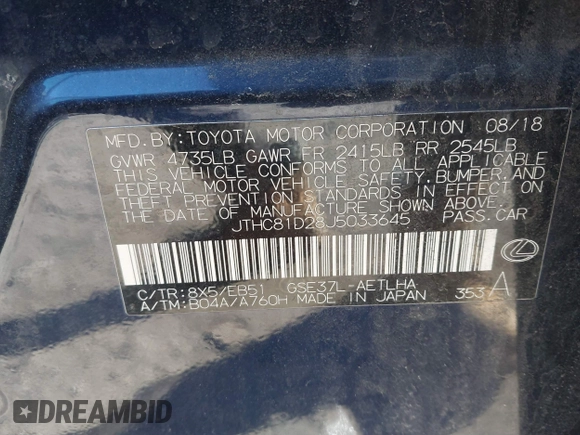 MFD. BY: TOYOTA MOTOR CORPORATION 08/18
GVWR 4735LB GAWR FR 2415LB RR 2545LB
THIS VEHICLE CONFORMS TO ALL APPLICABLE
FEDERAL MOTOR VEHICLE SAFETY, BUMPER, AND
THEFT PREVENTION STANDARDS IN EFFECT ON
THE DATE OF MANUFACTURE SHOWN ABOVE.
JTHC81D28J5033645 PASS. CAR
C/TR: 8X5/EB51 GSE37L-AETLHA
A/TM: B04A/A760H MADE IN JAPAN 353 A
DREAMBID